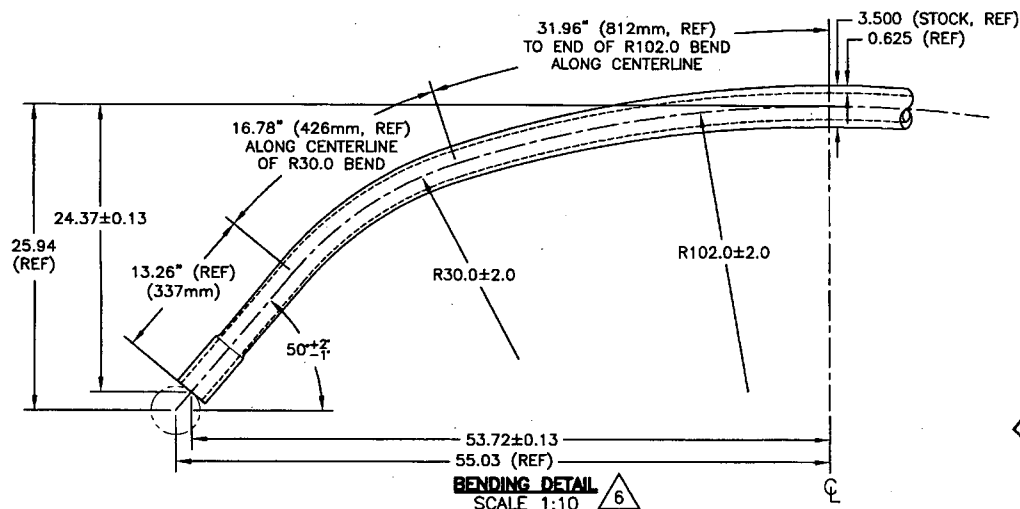 31.96" (812mm, REF)
TO END OF R102.0 BEND
ALONG CENTERLINE
3.500 (STOCK, REF)
0.625 (REF)
16.78" (426mm, REF)
ALONG CENTERLINE
OF R30.0 BEND
24.37±0.13
25.94
(REF)
13.26" (REF)
(337mm)
R30.0±2.0
R102.0±2.0
50°+2°
-1°
53.72±0.13
55.03 (REF)
BENDING DETAIL
SCALE 1:10
6
℄